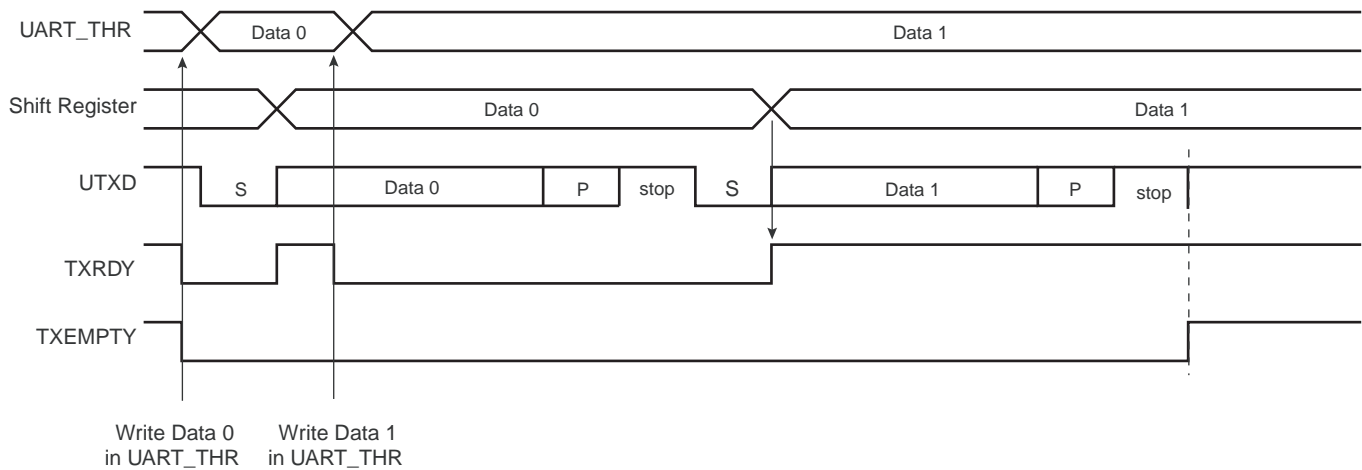 UART_THR
Data 0
Data 1
Shift Register
Data 0
Data 1
UTXD
S
Data 0
P
stop
S
Data 1
P
stop
TXRDY
TXEMPTY
Write Data 0
in UART_THR
Write Data 1
in UART_THR